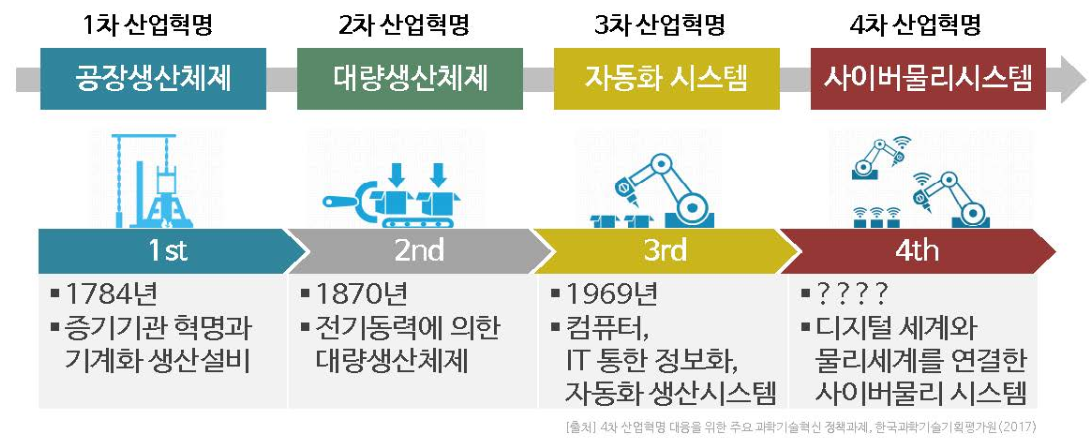 1차 산업혁명
2차 산업혁명
3차 산업혁명
4차 산업혁명
공장생산체제
대량생산체제
자동화 시스템
사이버물리시스템
1st
2nd
3rd
4th
▪ 1784년
▪ 증기기관 혁명과
기계화 생산설비
▪ 1870년
▪ 전기동력에 의한
대량생산체제
▪ 1969년
▪ 컴퓨터,
IT 통한 정보화,
자동화 생산시스템
▪ ????
▪ 디지털 세계와
물리세계를 연결한
사이버물리 시스템
[출처] 4차 산업혁명 대응을 위한 주요 과학기술혁신 정책과제, 한국과학기술기획평가원(2017)